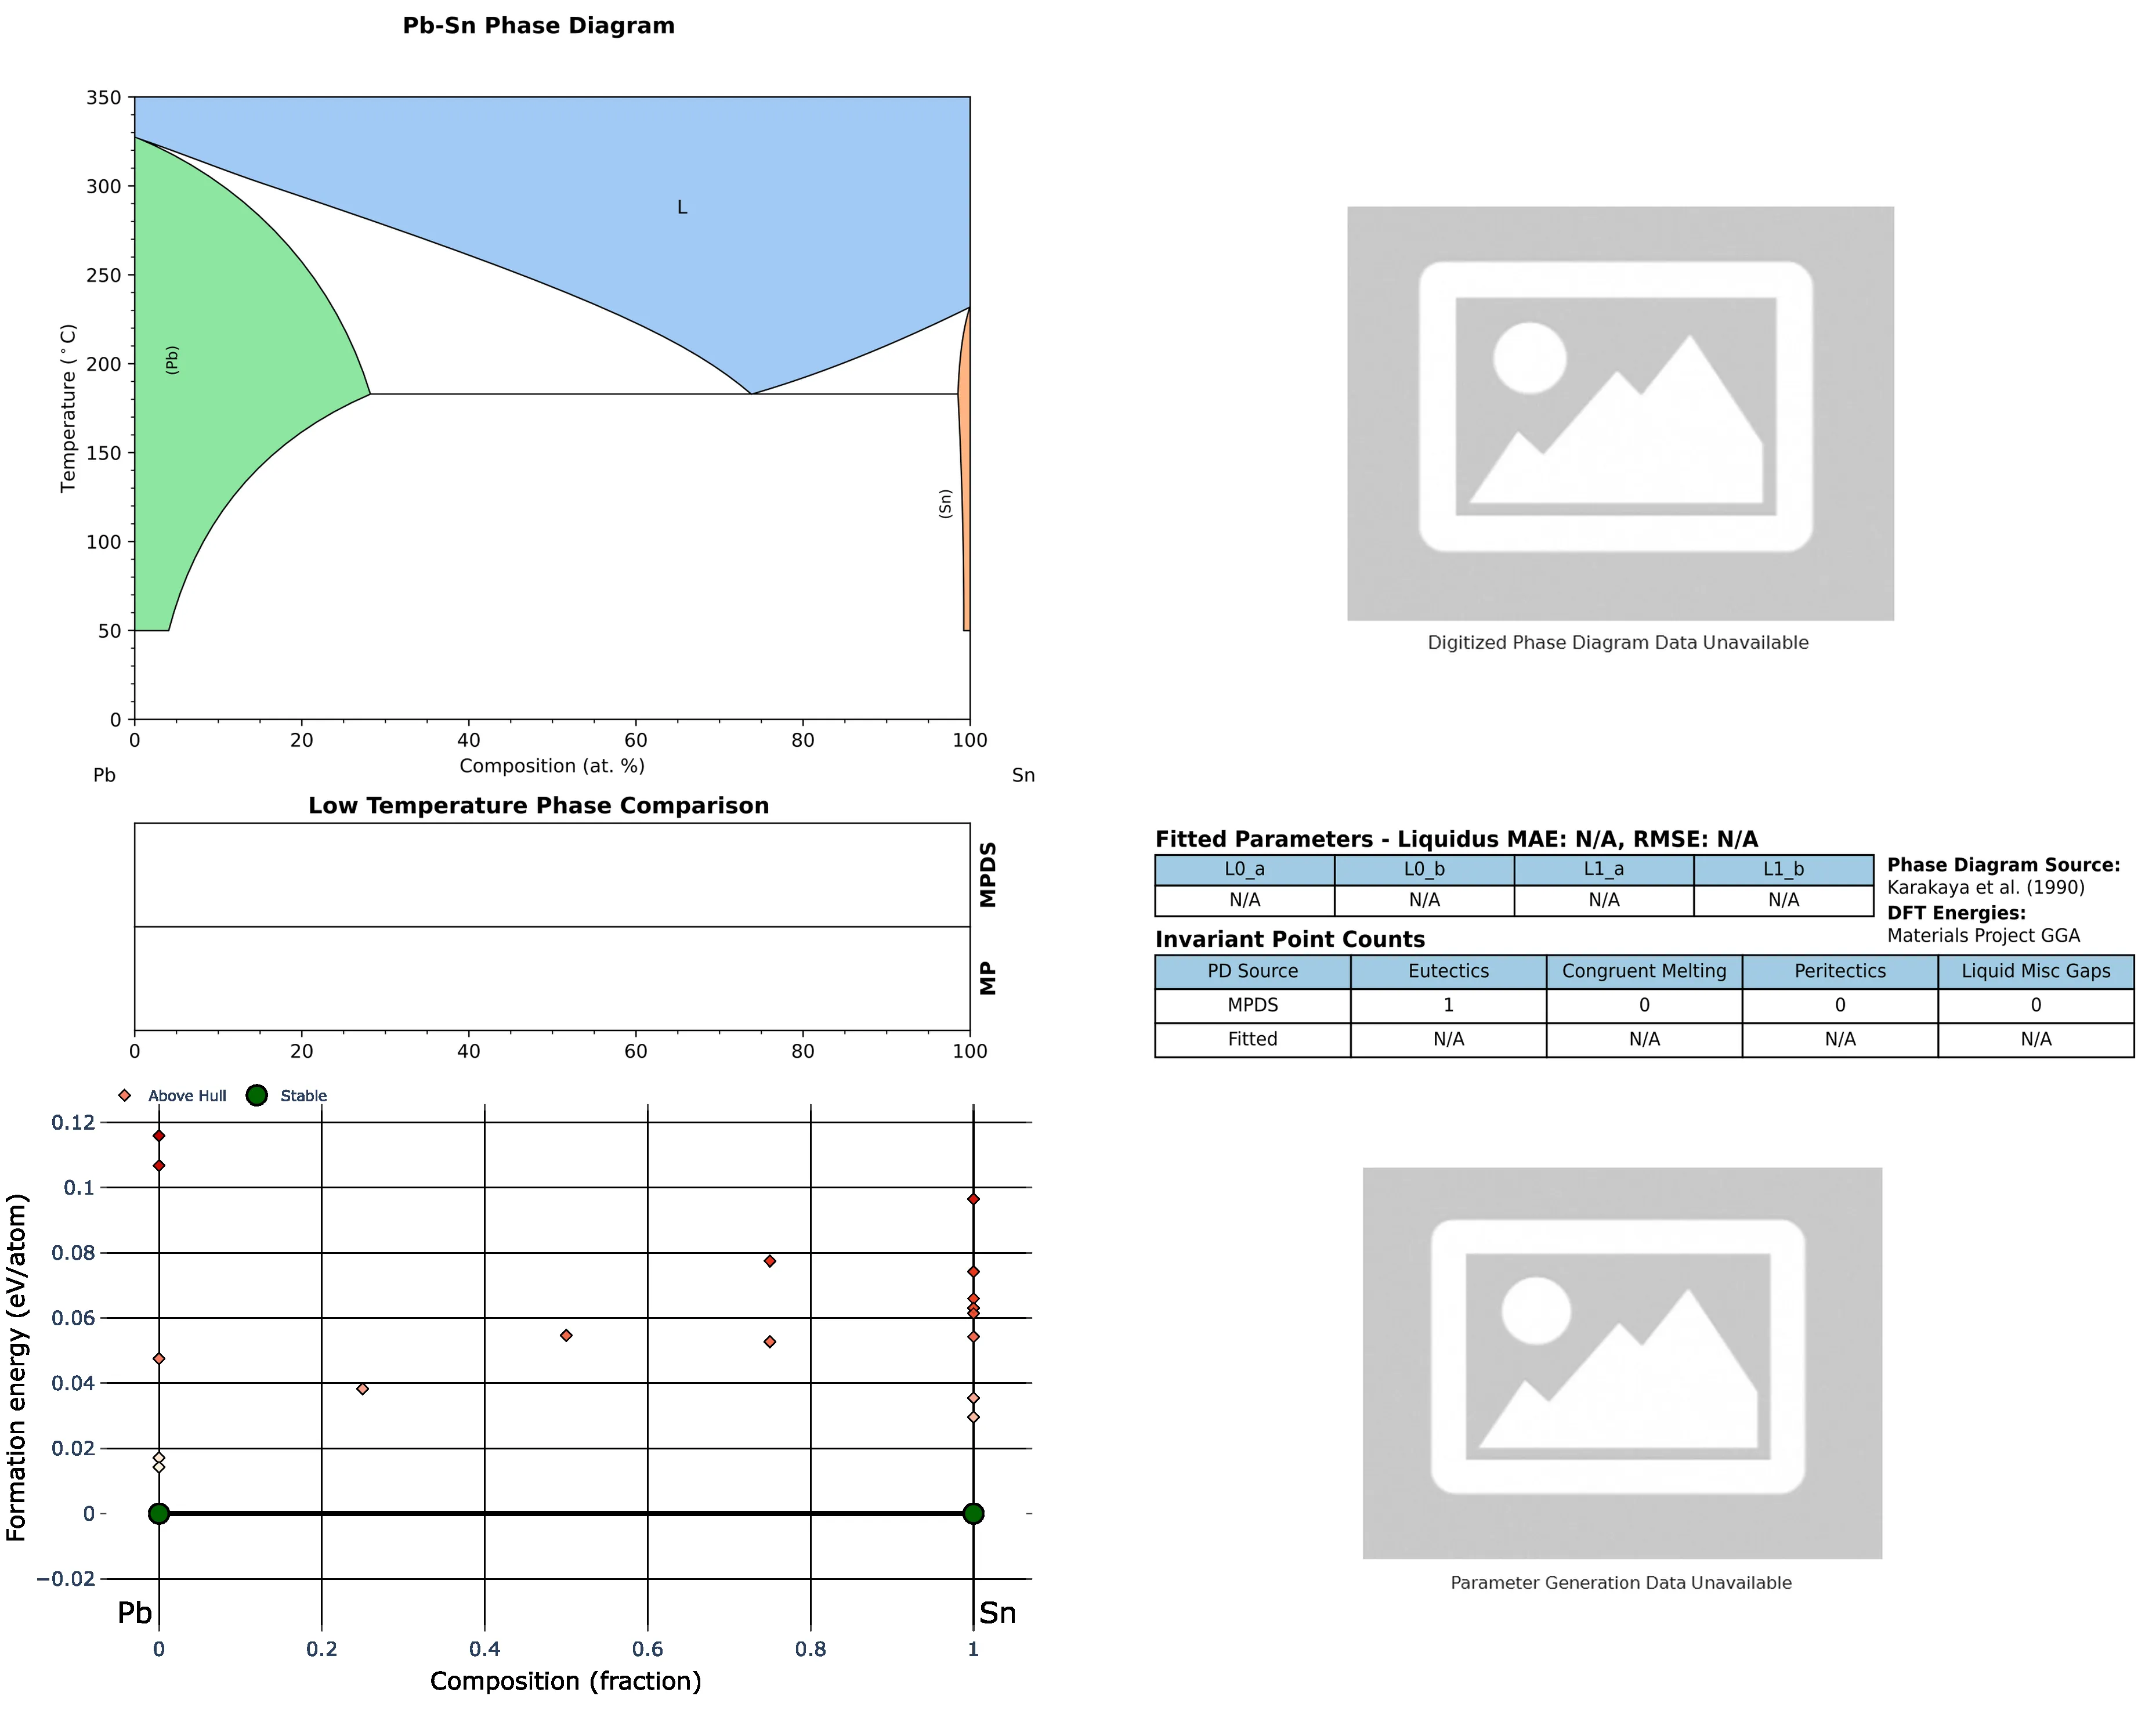 Pb-Sn Phase Diagram
350
300
250
200
150
100
50
0
Temperature (°C)
L
(Pb)
(Sn)
0 20 40 60 80 100
Composition (at. %)
Pb Sn
Digitized Phase Diagram Data Unavailable
Low Temperature Phase Comparison
MPDS
MP
0 20 40 60 80 100
Fitted Parameters - Liquidus MAE: N/A, RMSE: N/A
L0_a L0_b L1_a L1_b
N/A N/A N/A N/A
Phase Diagram Source:
Karakaya et al. (1990)
DFT Energies:
Materials Project GGA
Invariant Point Counts
PD Source Eutectics Congruent Melting Peritectics Liquid Misc Gaps
MPDS 1 0 0 0
Fitted N/A N/A N/A N/A
Above Hull Stable
0.12
0.1
0.08
0.06
0.04
0.02
0
−0.02
Formation energy (eV/atom)
Pb Sn
0 0.2 0.4 0.6 0.8 1
Composition (fraction)
Parameter Generation Data Unavailable